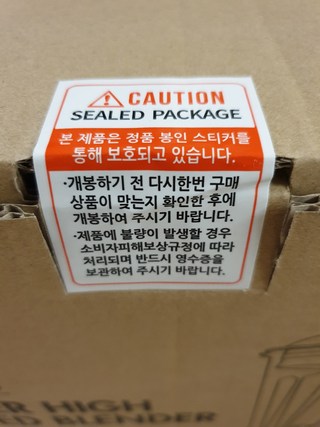 CAUTION
SEALED PACKAGE
본 제품은 정품 봉인 스티커를
통해 보호되고 있습니다.
·개봉하기 전 다시한번 구매
상품이 맞는지 확인한 후에
개봉하여 주시기 바랍니다.
·제품에 불량이 발생할 경우
소비자피해보상규정에 따라
처리되며 반드시 영수증을
보관하여 주시기 바랍니다.
HIGH
BLENDER